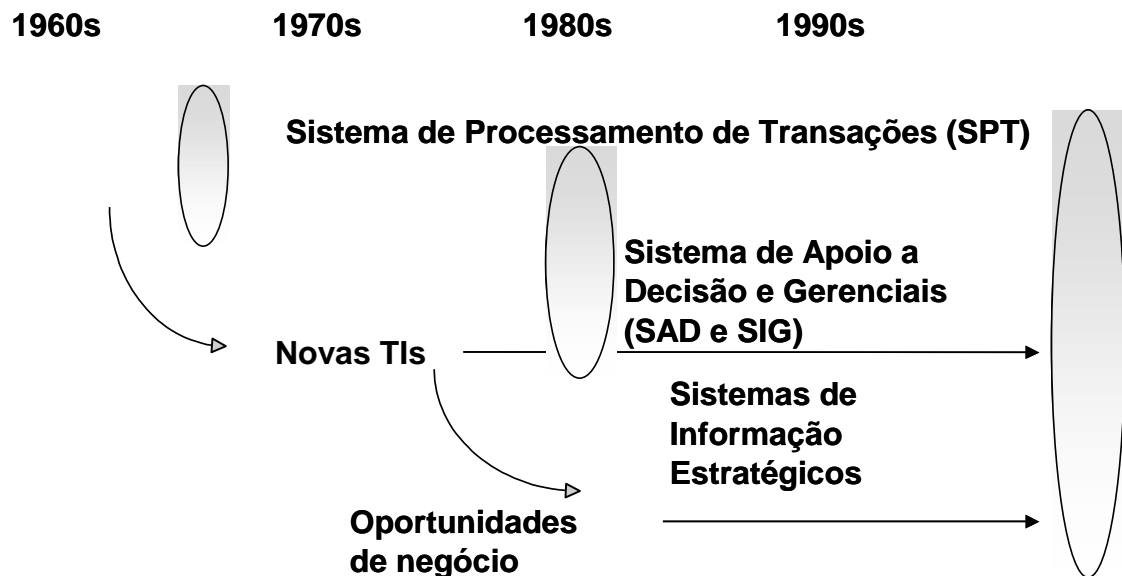 1960s 1970s 1980s 1990s
Sistema de Processamento de Transações (SPT)
Sistema de Apoio a
Decisão e Gerenciais
(SAD e SIG)
Novas TIs
Sistemas de
Informação
Estratégicos
Oportunidades
de negócio